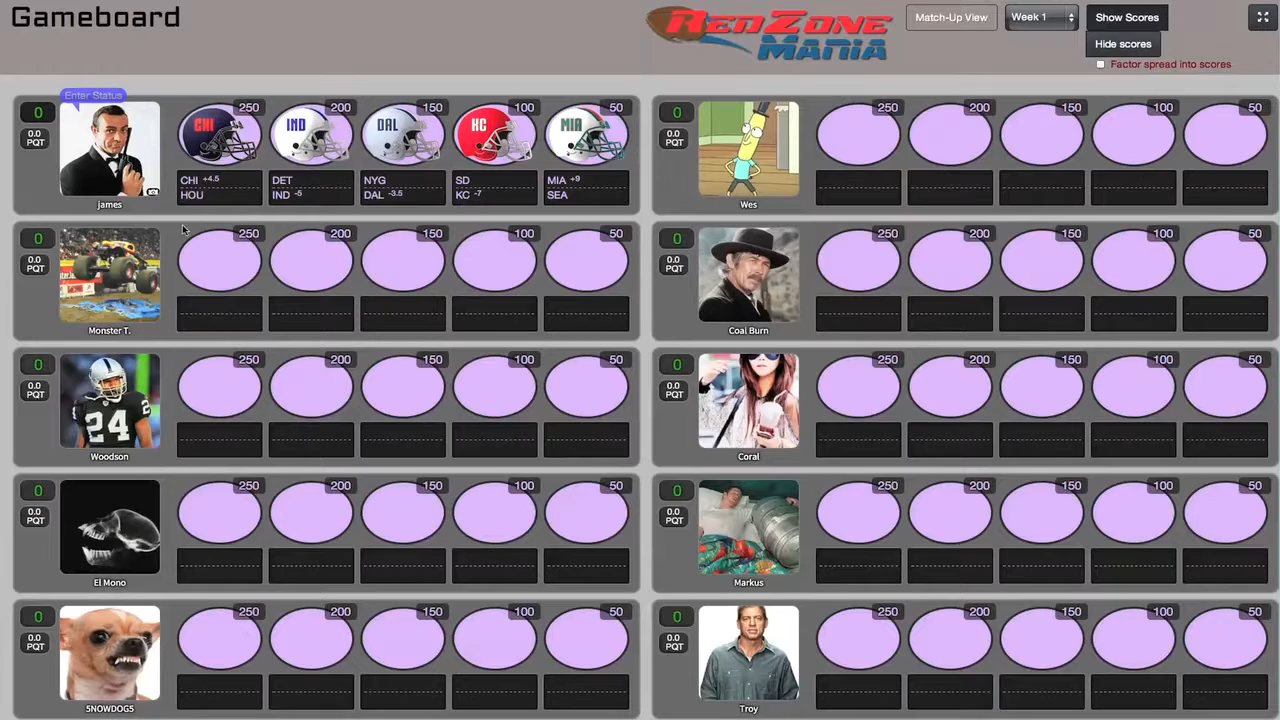 Gameboard
REDZONE
MANIA
Match-Up View
Week 1
Show Scores
Hide scores
Factor spread into scores
0
0.0
PQT
Enter Status
james
250
CHI
CHI +4.5
HOU
200
IND
DET
IND -5
150
DAL
NYG
DAL -3.5
100
KC
SD
KC -7
50
MIA
MIA +9
SEA
0
0.0
PQT
Wes
250 200 150 100 50
0
0.0
PQT
Monster T.
250 200 150 100 50
0
0.0
PQT
Coal Burn
250 200 150 100 50
0
0.0
PQT
24
Woodson
250 200 150 100 50
0
0.0
PQT
Coral
250 200 150 100 50
0
0.0
PQT
El Mono
250 200 150 100 50
0
0.0
PQT
Markus
250 200 150 100 50
0
0.0
PQT
5NOWDOG5
250 200 150 100 50
0
0.0
PQT
Troy
250 200 150 100 50